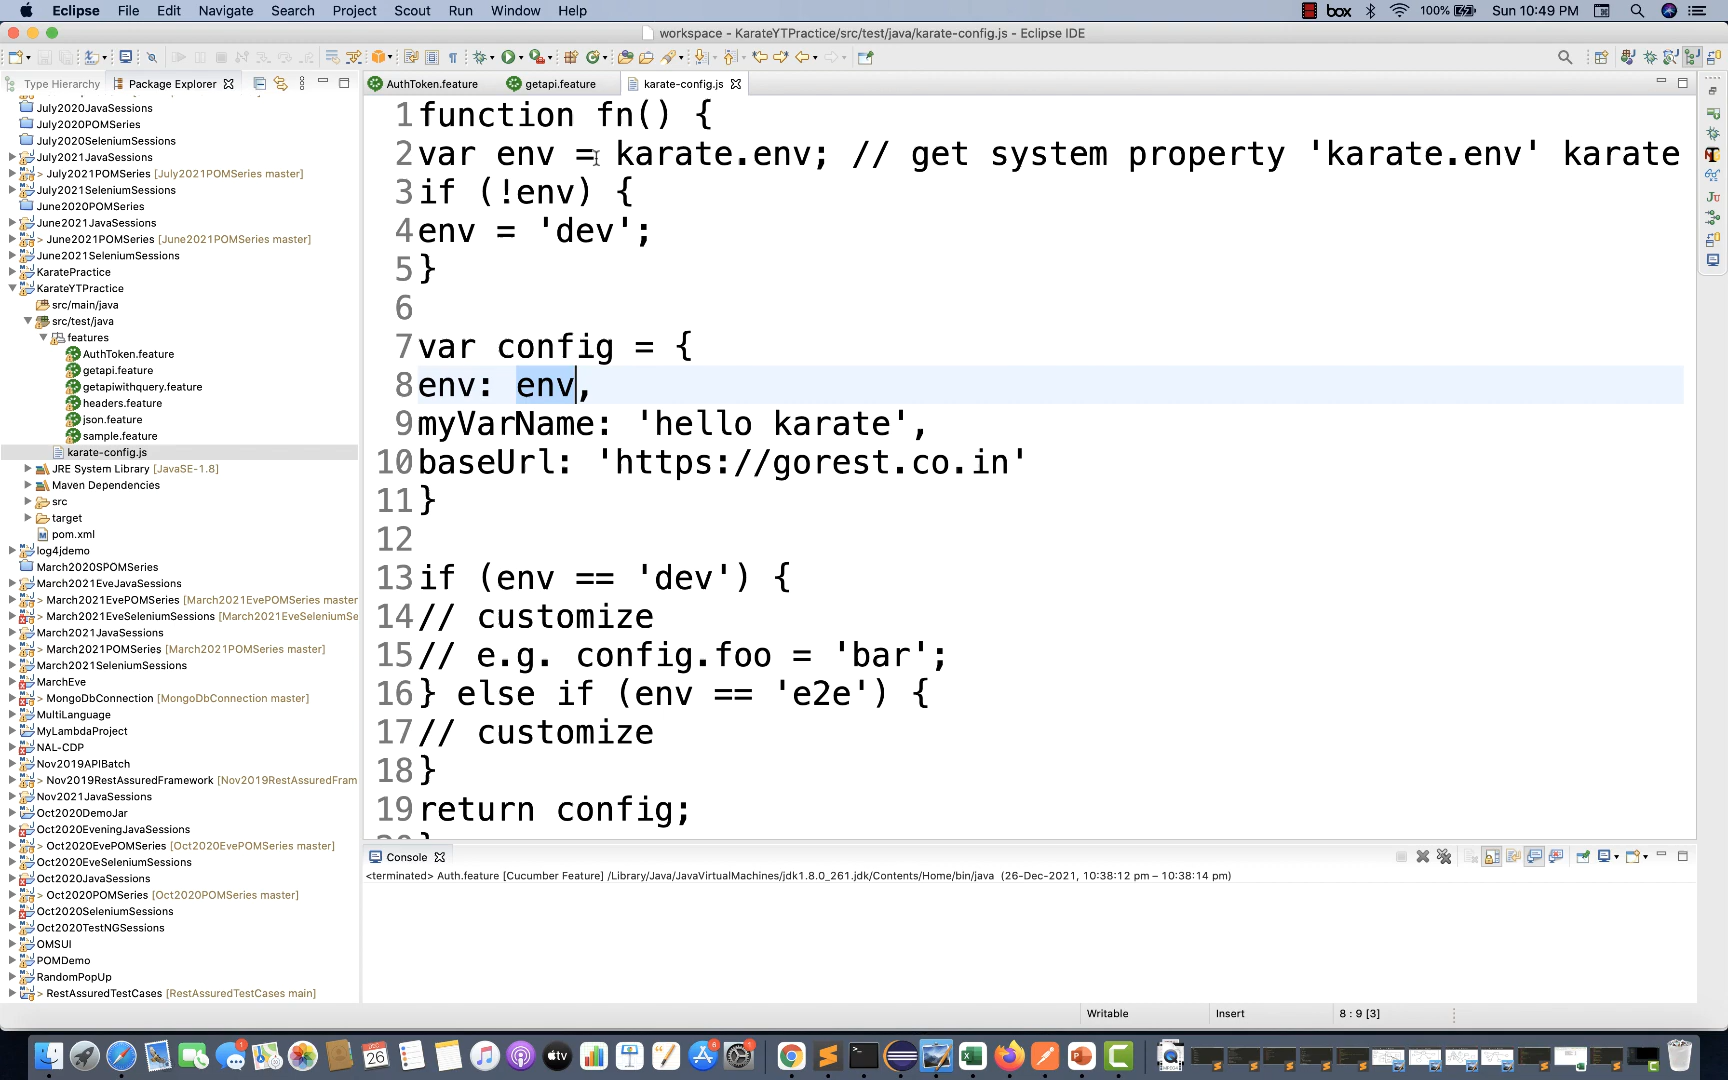 Eclipse File Edit Navigate Search Project Scout Run Window Help box 100% Sun 10:49 PM
workspace - KarateYTPractice/src/test/java/karate-config.js - Eclipse IDE
Type Hierarchy Package Explorer
AuthToken.feature getapi.feature karate-config.js
July2020JavaSessions
July2020POMSeries
July2020SeleniumSessions
July2021JavaSessions
> July2021POMSeries [July2021POMSeries master]
July2021SeleniumSessions
June2020POMSeries
June2021JavaSessions
> June2021POMSeries [June2021POMSeries master]
June2021SeleniumSessions
KaratePractice
KarateYTPractice
src/main/java
src/test/java
features
AuthToken.feature
getapi.feature
getapiwithquery.feature
headers.feature
json.feature
sample.feature
karate-config.js
JRE System Library [JavaSE-1.8]
Maven Dependencies
src
target
pom.xml
log4jdemo
March2020SPOMSeries
March2021EveJavaSessions
> March2021EvePOMSeries [March2021EvePOMSeries master
> March2021EveSeleniumSessions [March2021EveSeleniumSe
March2021JavaSessions
> March2021POMSeries [March2021POMSeries master]
March2021SeleniumSessions
MarchEve
> MongoDbConnection [MongoDbConnection master]
MultiLanguage
MyLambdaProject
NAL-CDP
Nov2019APIBatch
> Nov2019RestAssuredFramework [Nov2019RestAssuredFram
Nov2021JavaSessions
Oct2020DemoJar
Oct2020EveningJavaSessions
> Oct2020EvePOMSeries [Oct2020EvePOMSeries master]
Oct2020EveSeleniumSessions
Oct2020JavaSessions
> Oct2020POMSeries [Oct2020POMSeries master]
Oct2020SeleniumSessions
Oct2020TestNGSessions
OMSUI
POMDemo
RandomPopUp
> RestAssuredTestCases [RestAssuredTestCases main]
1 function fn() {
2 var env = karate.env; // get system property 'karate.env' karate
3 if (!env) {
4 env = 'dev';
5 }
6
7 var config = {
8 env: env,
9 myVarName: 'hello karate',
10 baseUrl: 'https://gorest.co.in'
11 }
12
13 if (env == 'dev') {
14 // customize
15 // e.g. config.foo = 'bar';
16 } else if (env == 'e2e') {
17 // customize
18 }
19 return config;
Console
<terminated> Auth.feature [Cucumber Feature] /Library/Java/JavaVirtualMachines/jdk1.8.0_261.jdk/Contents/Home/bin/java (26-Dec-2021, 10:38:12 pm – 10:38:14 pm)
Writable Insert 8 : 9 [3]